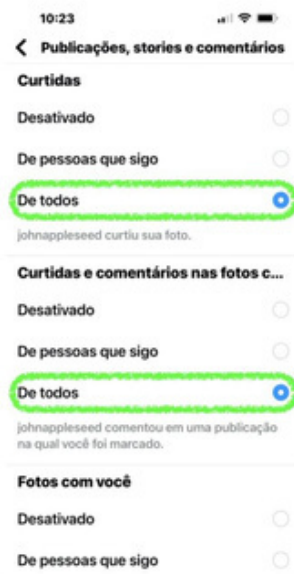 10:23
Publicações, stories e comentários
Curtidas
Desativado
De pessoas que sigo
De todos
johnappleseed curtiu sua foto.
Curtidas e comentários nas fotos c...
Desativado
De pessoas que sigo
De todos
johnappleseed comentou em uma publicação
na qual você foi marcado.
Fotos com você
Desativado
De pessoas que sigo